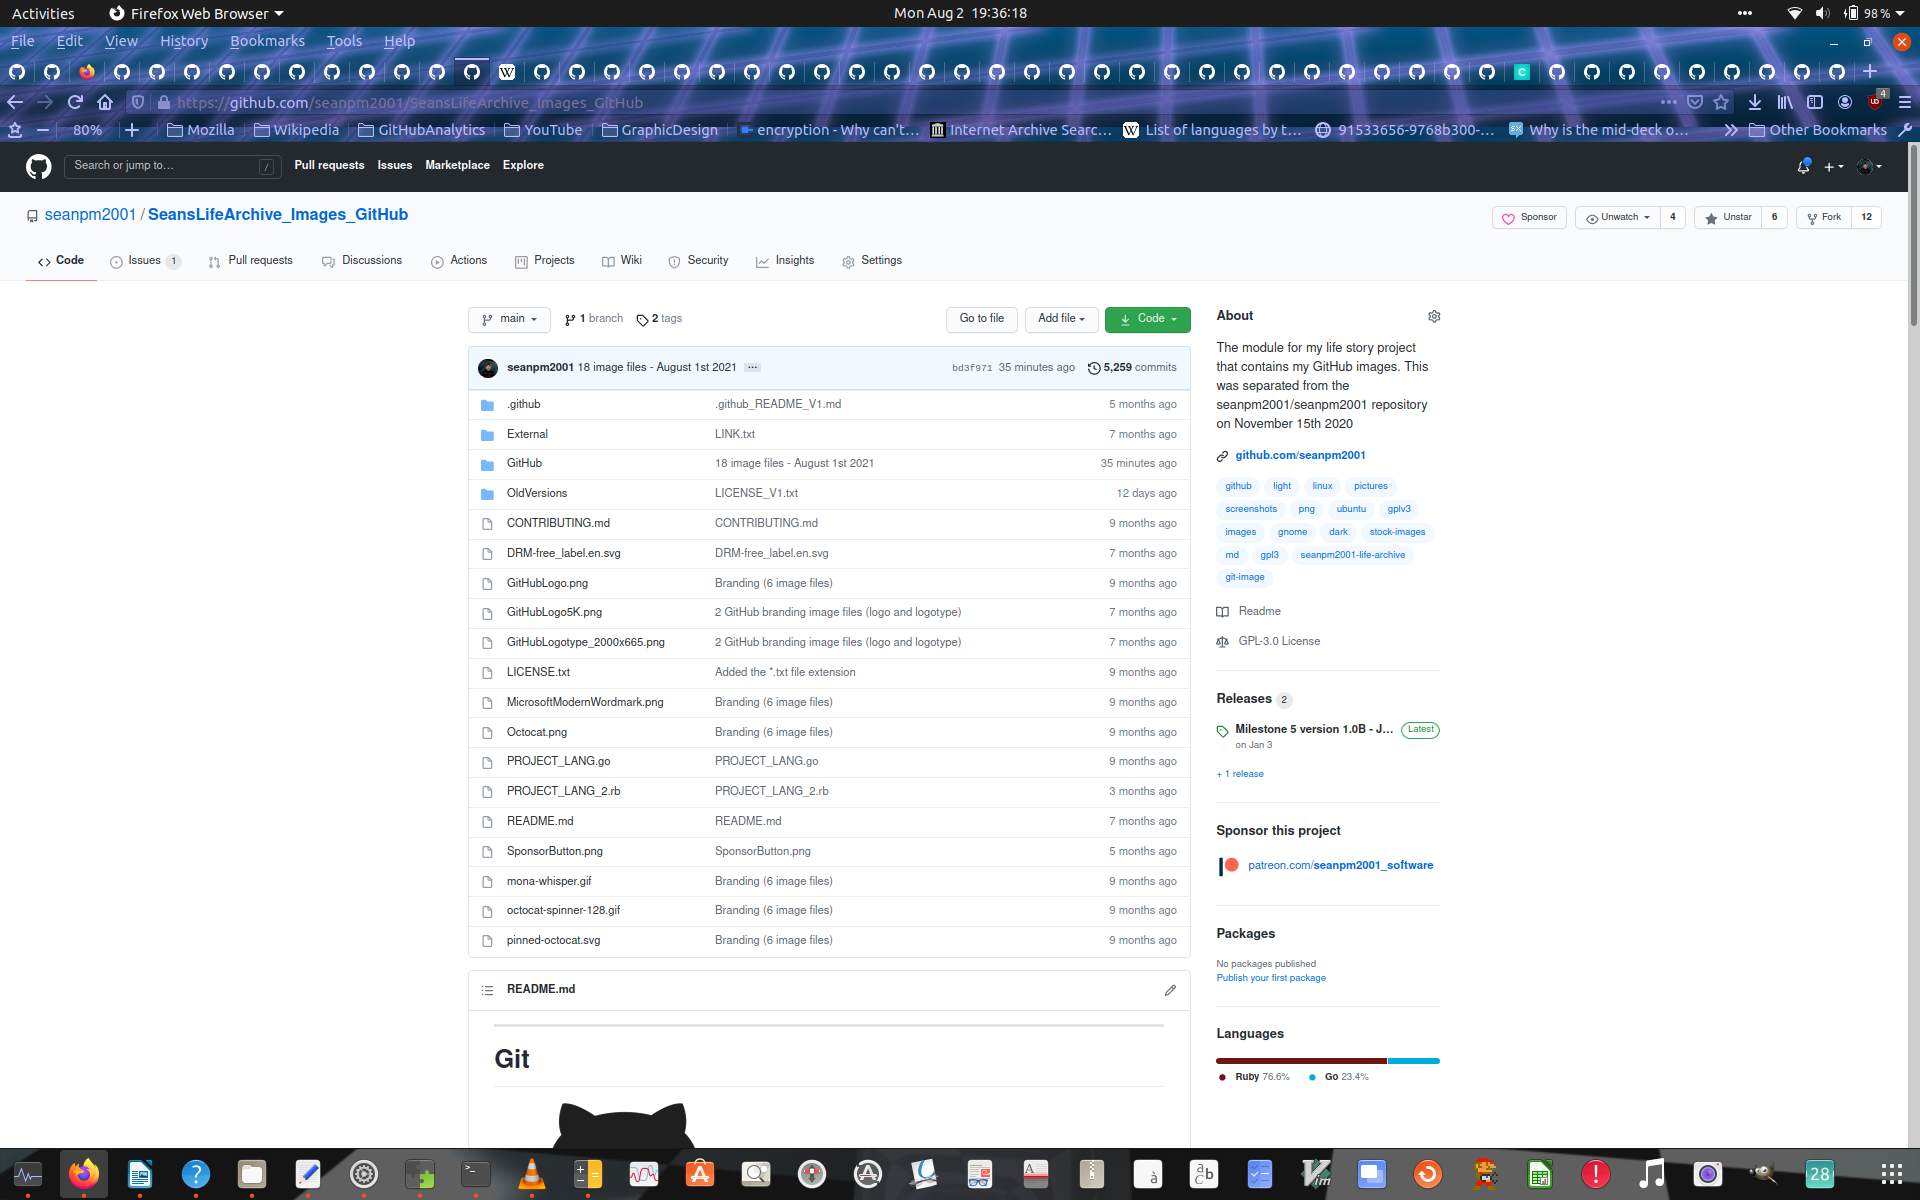 Activities Firefox Web Browser Mon Aug 2 19:36:18 98 %
File Edit View History Bookmarks Tools Help
https://github.com/seanpm2001/SeansLifeArchive_Images_GitHub 4
80% Mozilla Wikipedia GitHubAnalytics YouTube GraphicDesign encryption - Why can't… Internet Archive Searc… List of languages by t… 91533656-9768b300-… Why is the mid-deck o… Other Bookmarks
Search or jump to… / Pull requests Issues Marketplace Explore
seanpm2001 / SeansLifeArchive_Images_GitHub Sponsor Unwatch 4 Unstar 6 Fork 12
Code Issues 1 Pull requests Discussions Actions Projects Wiki Security Insights Settings
main 1 branch 2 tags Go to file Add file Code
seanpm2001 18 image files - August 1st 2021 ... bd3f971 35 minutes ago 5,259 commits
.github .github_README_V1.md 5 months ago
External LINK.txt 7 months ago
GitHub 18 image files - August 1st 2021 35 minutes ago
OldVersions LICENSE_V1.txt 12 days ago
CONTRIBUTING.md CONTRIBUTING.md 9 months ago
DRM-free_label.en.svg DRM-free_label.en.svg 7 months ago
GitHubLogo.png Branding (6 image files) 9 months ago
GitHubLogo5K.png 2 GitHub branding image files (logo and logotype) 7 months ago
GitHubLogotype_2000x665.png 2 GitHub branding image files (logo and logotype) 7 months ago
LICENSE.txt Added the *.txt file extension 9 months ago
MicrosoftModernWordmark.png Branding (6 image files) 9 months ago
Octocat.png Branding (6 image files) 9 months ago
PROJECT_LANG.go PROJECT_LANG.go 9 months ago
PROJECT_LANG_2.rb PROJECT_LANG_2.rb 3 months ago
README.md README.md 7 months ago
SponsorButton.png SponsorButton.png 5 months ago
mona-whisper.gif Branding (6 image files) 9 months ago
octocat-spinner-128.gif Branding (6 image files) 9 months ago
pinned-octocat.svg Branding (6 image files) 9 months ago
README.md
Git
About
The module for my life story project
that contains my GitHub images. This
was separated from the
seanpm2001/seanpm2001 repository
on November 15th 2020
github.com/seanpm2001
github light linux pictures
screenshots png ubuntu gplv3
images gnome dark stock-images
md gpl3 seanpm2001-life-archive
git-image
Readme
GPL-3.0 License
Releases 2
Milestone 5 version 1.0B - J… Latest
on Jan 3
+ 1 release
Sponsor this project
patreon.com/seanpm2001_software
Packages
No packages published
Publish your first package
Languages
Ruby 76.6% Go 23.4%
28